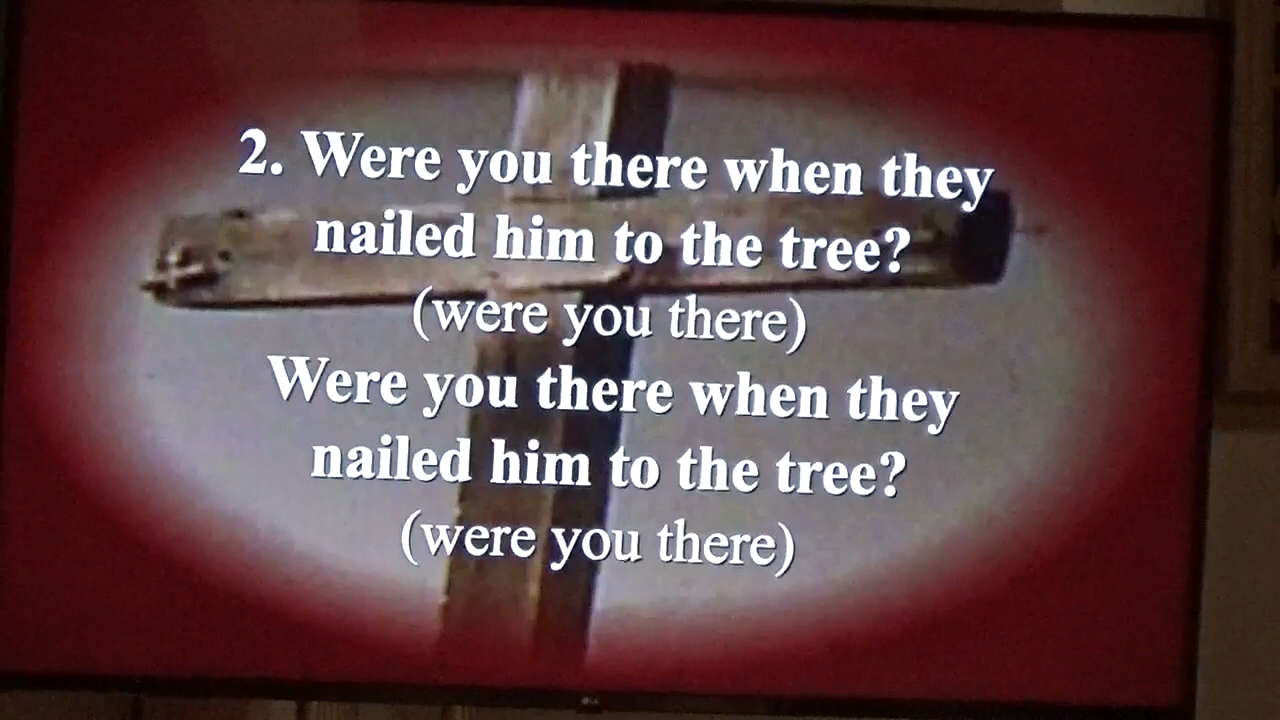 2. Were you there when they
nailed him to the tree?
(were you there)
Were you there when they
nailed him to the tree?
(were you there)
LG